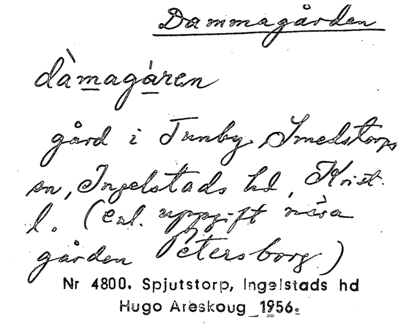 Dammagården
dàmagåren
gård i Tunby, Smedstorps
sn, Ingelstads hd, Krist.
l. (enl. uppgift nära
gården Petersborg)
Nr 4800. Spjutstorp, Ingelstads hd
Hugo Areskoug 1956.